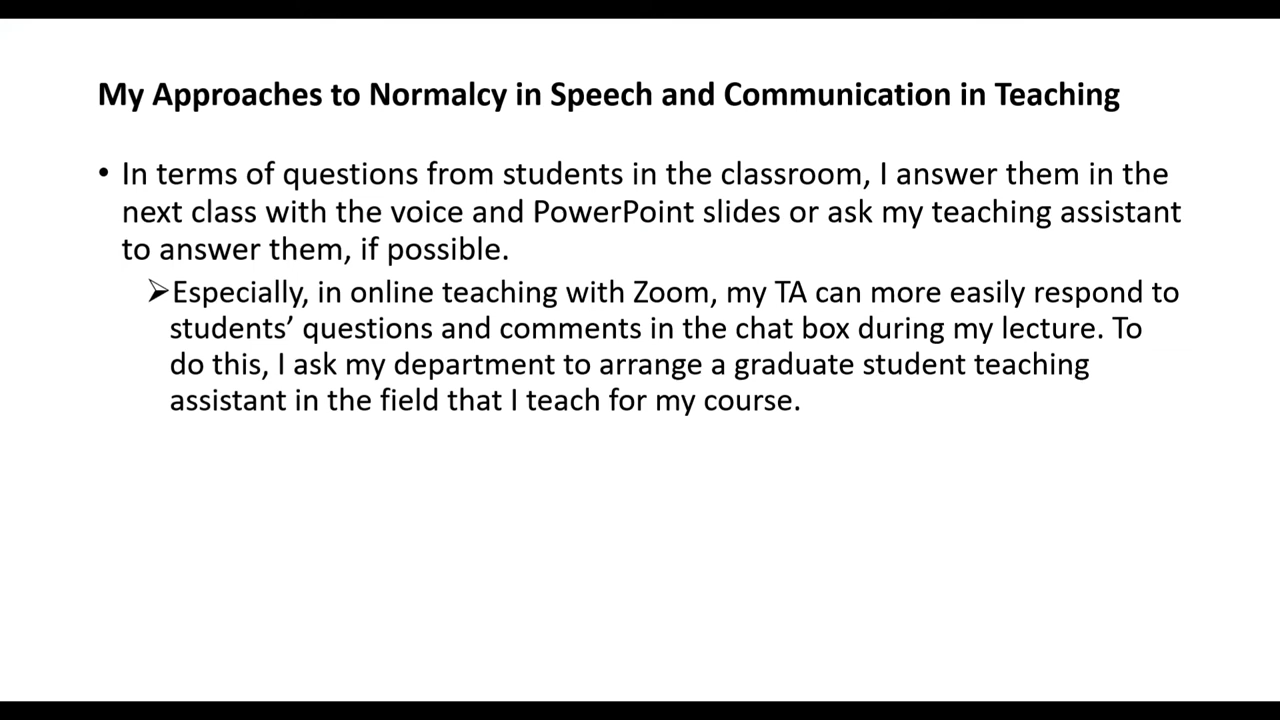 My Approaches to Normalcy in Speech and Communication in Teaching
• In terms of questions from students in the classroom, I answer them in the
next class with the voice and PowerPoint slides or ask my teaching assistant
to answer them, if possible.
➢Especially, in online teaching with Zoom, my TA can more easily respond to
students’ questions and comments in the chat box during my lecture. To
do this, I ask my department to arrange a graduate student teaching
assistant in the field that I teach for my course.